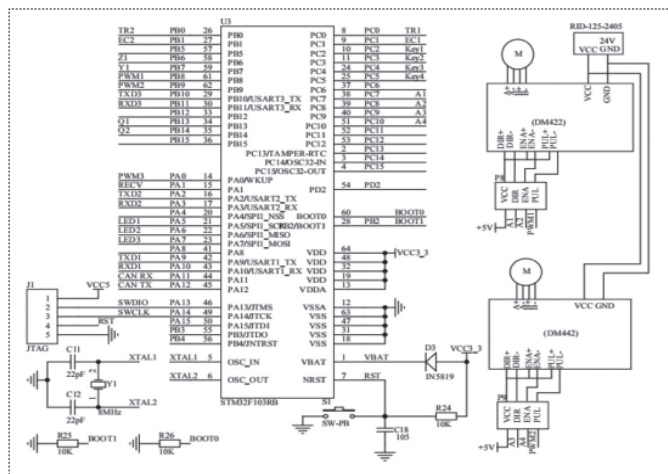 U3
TR2 PB0 26 PB0 PC0 8 PC0 TR1
EC2 PB1 27 PB1 PC1 9 PC1 EC1
PB5 57 PB5 PC2 10 PC2 Key1
Z1 PB6 58 PB6 PC3 11 PC3 Key2
Y1 PB7 59 PB7 PC4 24 PC4 Key3
PWM1 PB8 61 PB8 PC5 25 PC5 Key4
PWM2 PB9 62 PB9 PC6 37 PC6
TXD3 PB10 29 PB10/USART3_TX PC7 38 PC7 A1
RXD3 PB11 30 PB11/USART3_RX PC8 39 PC8 A2
PB12 33 PB12 PC9 40 PC9 A3
Q1 PB13 34 PB13 PC10 51 PC10 A4
Q2 PB14 35 PB14 PC11 52 PC11
PB15 36 PB15 PC12 53 PC12
PC13/TAMPER-RTC 2 PC13
PC14/OSC32-IN 3 PC14
PC15/OSC32-OUT 4 PC15
PWM3 PA0 14 PA0/WKUP
RECV PA1 15 PA1 PD2 54 PD2
TXD2 PA2 16 PA2/USART2_TX
RXD2 PA3 17 PA3/USART2_RX
PA4 20 PA4/SPI1_NSS BOOT0 60 BOOT0
LED1 PA5 21 PA5/SPI1_SCK PB2/BOOT1 28 PB2 BOOT1
LED2 PA6 22 PA6/SPI1_MISO
LED3 PA7 23 PA7/SPI1_MOSI
PA8 41 PA8 VDD 64 VCC3_3
TXD1 PA9 42 PA9/USART1_TX VDD 48
RXD1 PA10 43 PA10/USART1_RX VDD 32
CAN RX PA11 44 PA11 VDD 19
CAN TX PA12 45 PA12 VDDA 13
SWDIO PA13 46 PA13/JTMS VSSA 12
SWCLK PA14 49 PA14/JTCK VSS 63
PA15 50 PA15/JTDI VSS 47
PB3 55 PB3/JTDO VSS 31
PB4 56 PB4/JNTRST VSS 18
XTAL1 5 OSC_IN VBAT 1 VBAT
XTAL2 6 OSC_OUT NRST 7 RST
STM32F103RB
J1
VCC5
1
2
3
4
5
RST
JTAG
C11
22pF
XTAL1
2
Y1
1
C12
22pF
8MHz
XTAL2
R25
10K
BOOT1
R26
10K
BOOT0
D3
IN5819
VCC3_3
S1
SW-PB
R24
10K
C18
105
RID-125-2405
24V
VCC GND
M
VCC
GND
(DM422)
DIR+
DIR-
ENA+
ENA-
PUL+
PUL-
P8
VCC
DIR
ENA
PUL
+5V
A1
A2
PWM1
M
VCC GND
(DM442)
DIR+
DIR-
ENA+
ENA-
PUL+
PUL-
P9
VCC
DIR
ENA
PUL
+5V
A3
A4
PWM2